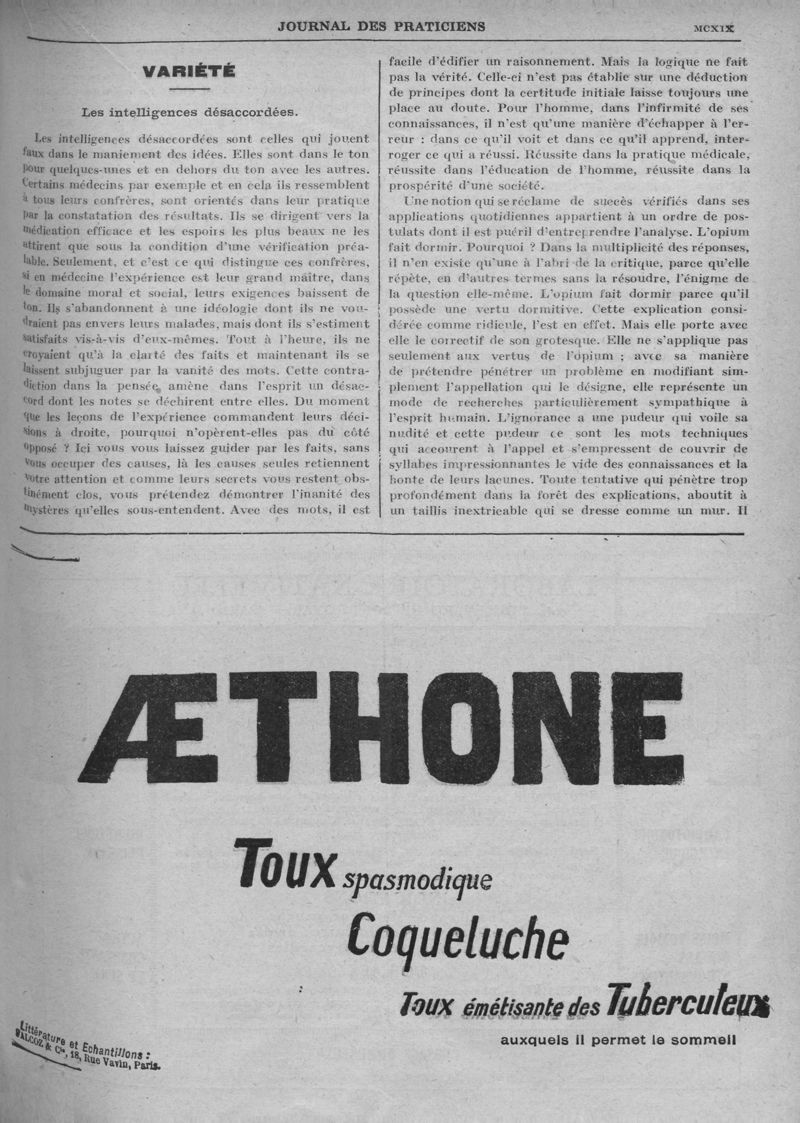 JOURNAL DES PRATICIENS
MCXIX
VARIÉTÉ
Les intelligences désaccordées.
Les intelligences désaccordées sont celles qui jouent
faux dans le maniement des idées. Elles sont dans le ton
pour quelques-unes et en dehors du ton avec les autres.
Certains médecins par exemple et en cela ils ressemblent
à tous leurs confrères, sont orientés dans leur pratique
par la constatation des résultats. Ils se dirigent vers la
médication efficace et les espoirs les plus beaux ne les
attirent que sous la condition d'une vérification préa-
lable. Seulement, et c'est ce qui distingue ces confrères,
si en médecine l'expérience est leur grand maître, dans
le domaine moral et social, leurs exigences baissent de
ton. Ils s'abandonnent à une idéologie dont ils ne vou-
draient pas envers leurs malades, mais dont ils s'estiment
satisfaits vis-à-vis d'eux-mêmes. Tout à l'heure, ils ne
croyaient qu'à la clarté des faits et maintenant ils se
laissent subjuguer par la vanité des mots. Cette contra-
diction dans la pensée, amène dans l'esprit un désac-
cord dont les notes se déchirent entre elles. Du moment
que les leçons de l'expérience commandent leurs déci-
sions à droite, pourquoi n'opèrent-elles pas du côté
opposé ? Ici vous vous laissez guider par les faits, sans
vous occuper des causes, là les causes seules retiennent
votre attention et comme leurs secrets vous restent obs-
tinément clos, vous prétendez démontrer l'inanité des
mystères qu'elles sous-entendent. Avec des mots, il est
facile d'édifier un raisonnement. Mais la logique ne fait
pas la vérité. Celle-ci n'est pas établie sur une déduction
de principes dont la certitude initiale laisse toujours une
place au doute. Pour l'homme, dans l'infirmité de ses
connaissances, il n'est qu'une manière d'échapper à l'er-
reur : dans ce qu'il voit et dans ce qu'il apprend, inter-
roger ce qui a réussi. Réussite dans la pratique médicale,
réussite dans l'éducation de l'homme, réussite dans la
prospérité d'une société.
Une notion qui se réclame de succès vérifiés dans ses
applications quotidiennes appartient à un ordre de pos-
tulats dont il est puéril d'entreprendre l'analyse. L'opium
fait dormir. Pourquoi ? Dans la multiplicité des réponses,
il n'en existe qu'une à l'abri de la critique, parce qu'elle
répète, en d'autres termes sans la résoudre, l'énigme de
la question elle-même. L'opium fait dormir parce qu'il
possède une vertu dormitive. Cette explication consi-
dérée comme ridicule, l'est en effet. Mais elle porte avec
elle le correctif de son grotesque. Elle ne s'applique pas
seulement aux vertus de l'opium ; avec sa manière
de prétendre pénétrer un problème en modifiant sim-
plement l'appellation qui le désigne, elle représente un
mode de recherches particulièrement sympathique à
l'esprit humain. L'ignorance a une pudeur qui voile sa
nudité et cette pudeur ce sont les mots techniques
qui accourent à l'appel et s'empressent de couvrir de
syllabes impressionnantes le vide des connaissances et la
honte de leurs lacunes. Toute tentative qui pénètre trop
profondément dans la forêt des explications, aboutit à
un taillis inextricable qui se dresse comme un mur. Il
ÆTHONE
Toux spasmodique
Coqueluche
Toux émétisante des Tuberculeux
auxquels il permet le sommeil
Littérature et Echantillons :
FALCOZ & Cie, 18, Rue Vavin, Paris.